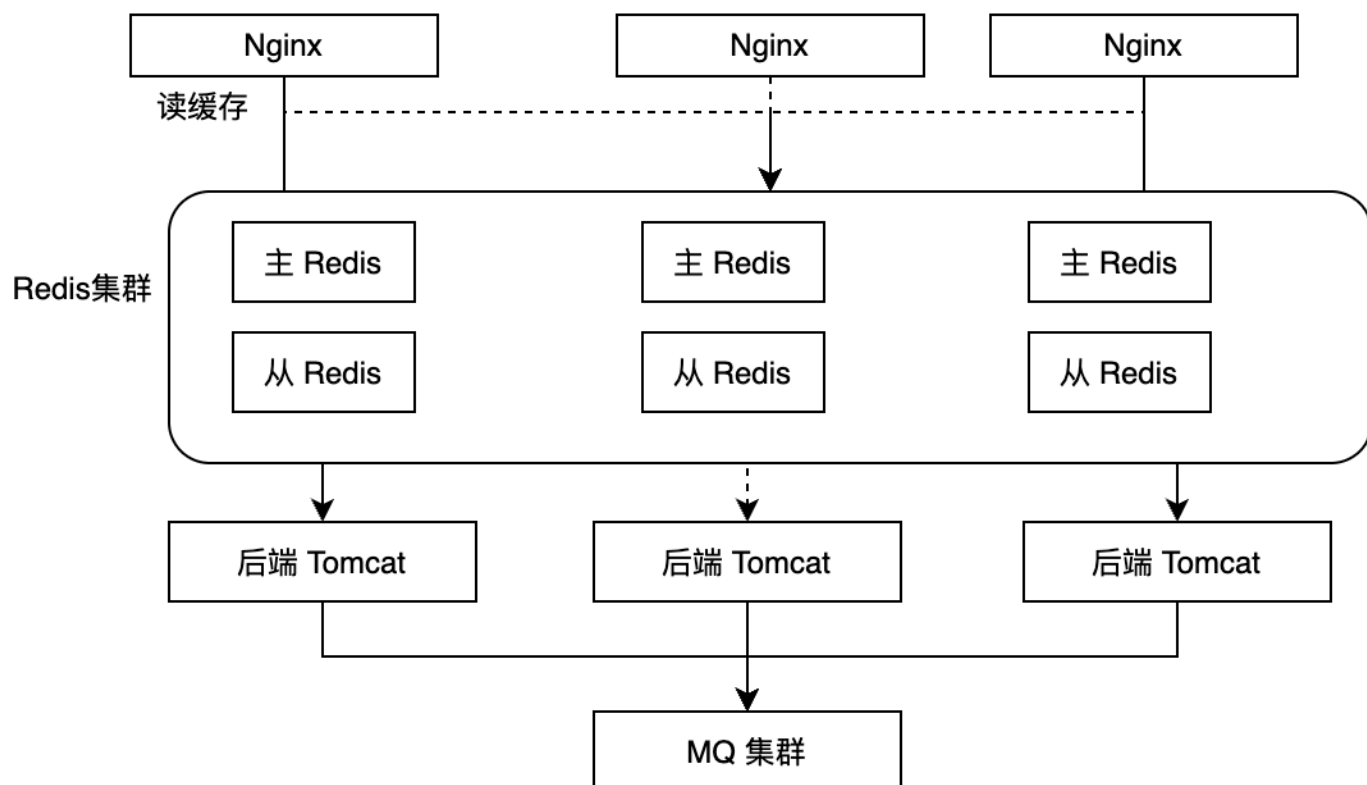 Nginx
Nginx
Nginx
读缓存
主 Redis
主 Redis
主 Redis
Redis集群
从 Redis
从 Redis
从 Redis
后端 Tomcat
后端 Tomcat
后端 Tomcat
MQ 集群